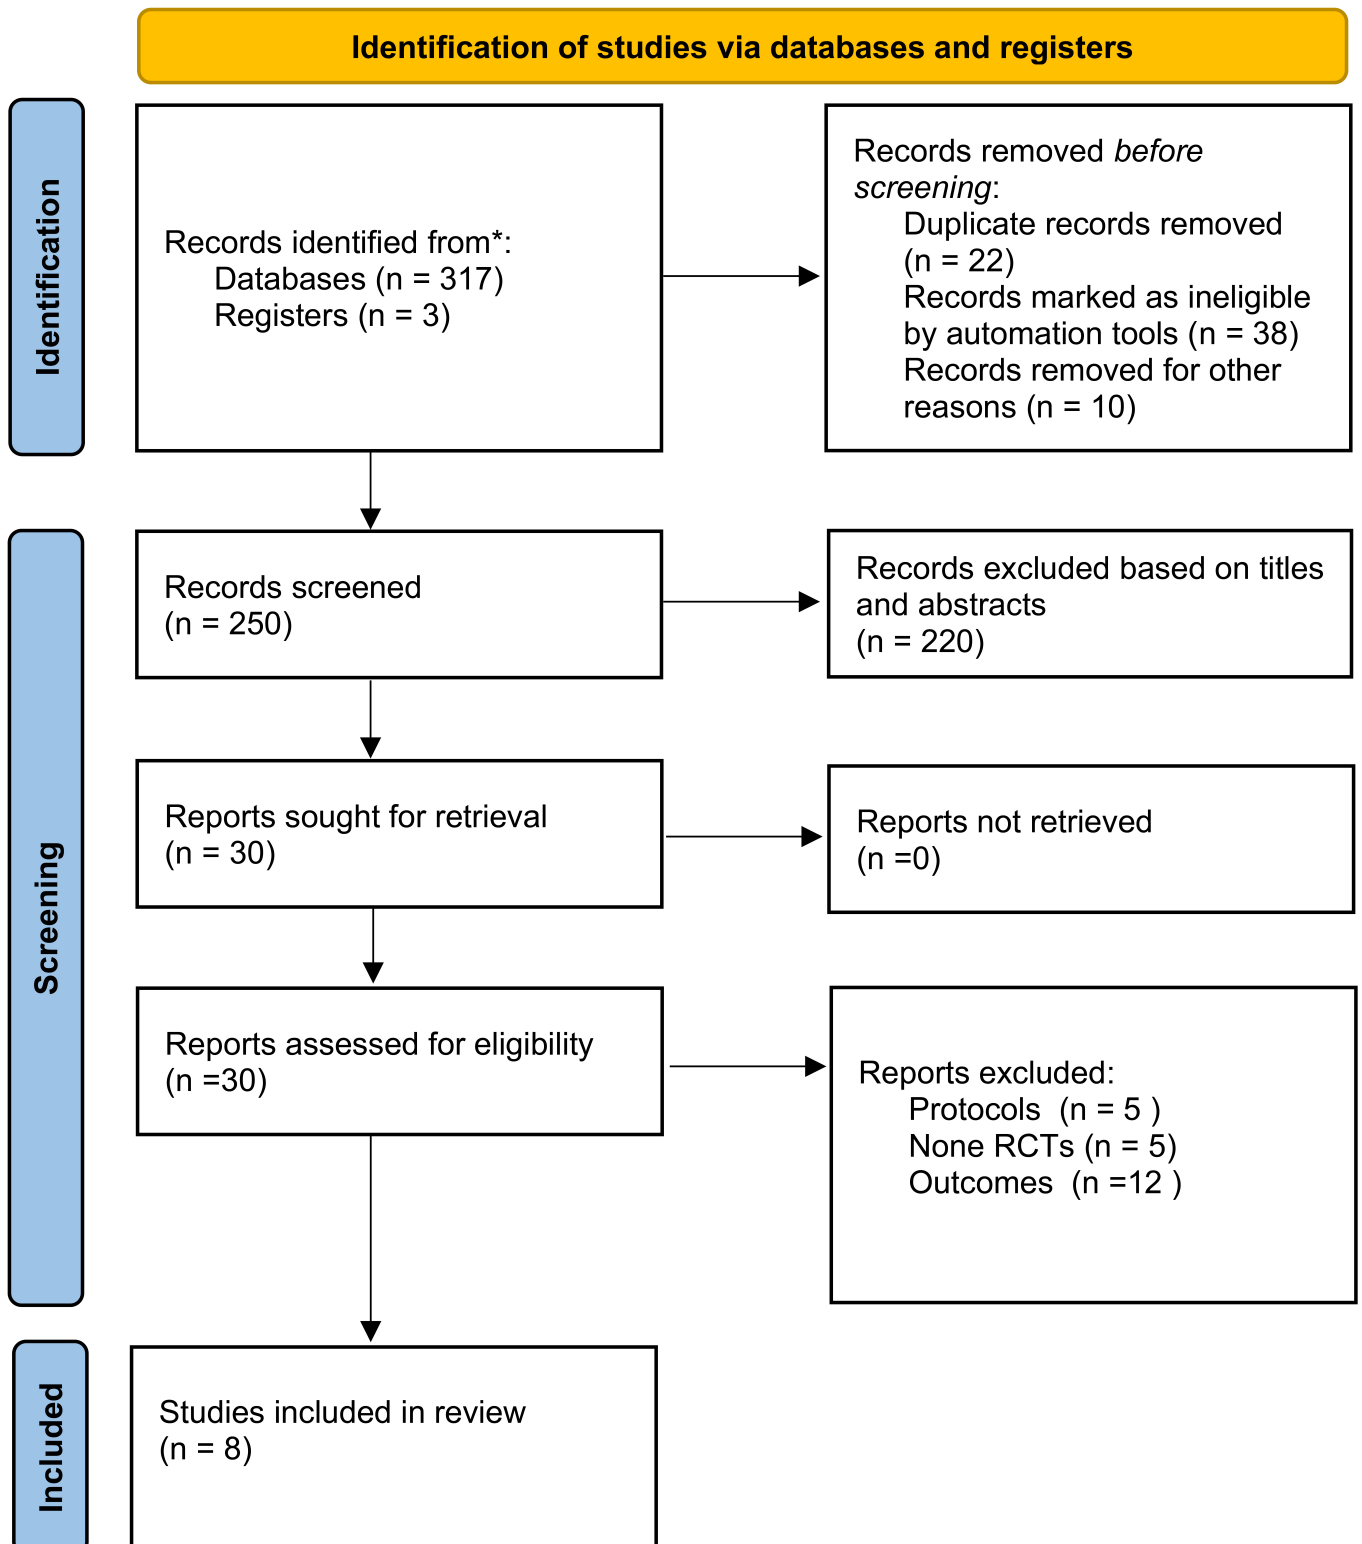 Identification of studies via databases and registers
Identification
Records identified from*:
Databases (n = 317)
Registers (n = 3)
Records removed before
screening:
Duplicate records removed
(n = 22)
Records marked as ineligible
by automation tools (n = 38)
Records removed for other
reasons (n = 10)
Screening
Records screened
(n = 250)
Records excluded based on titles
and abstracts
(n = 220)
Reports sought for retrieval
(n = 30)
Reports not retrieved
(n =0)
Reports assessed for eligibility
(n =30)
Reports excluded:
Protocols  (n = 5 )
None RCTs (n = 5)
Outcomes  (n =12 )
Included
Studies included in review
(n = 8)